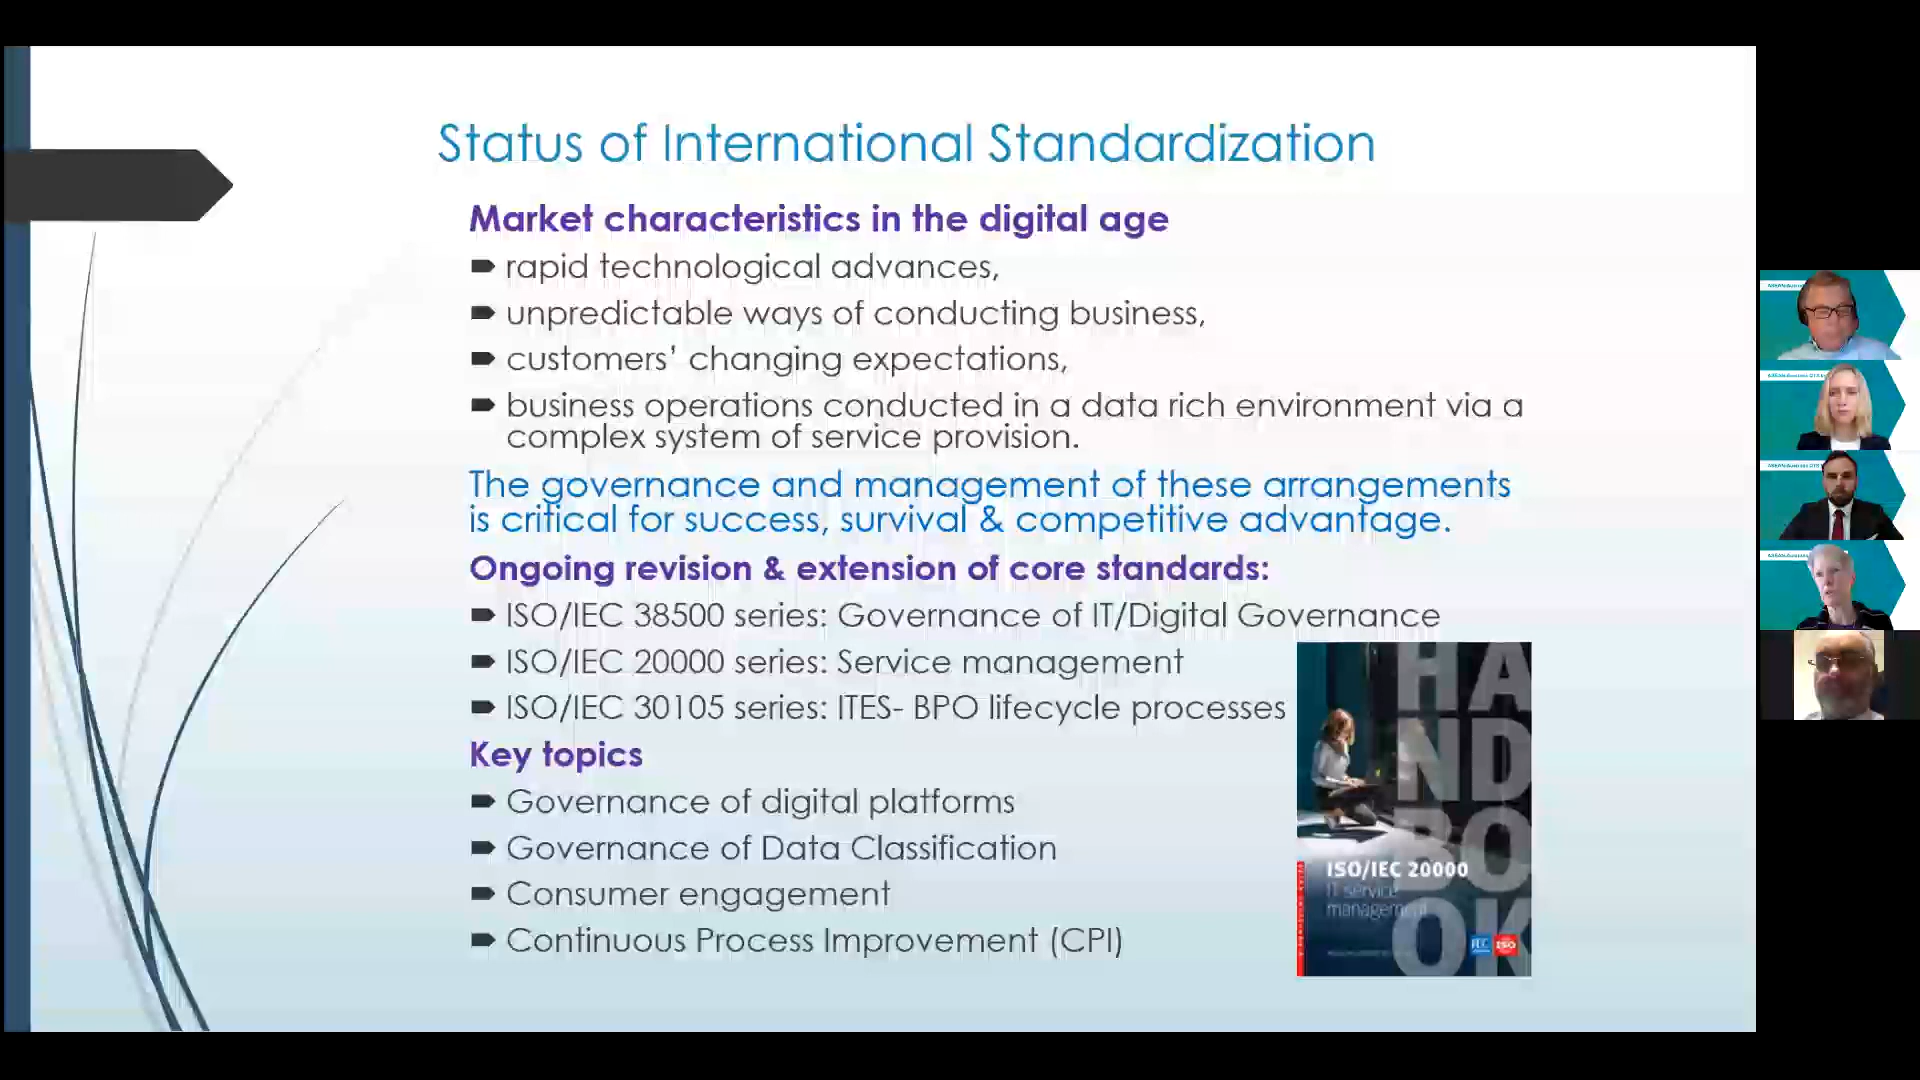 Status of International Standardization
Market characteristics in the digital age
rapid technological advances,
unpredictable ways of conducting business,
customers’ changing expectations,
business operations conducted in a data rich environment via a
complex system of service provision.
The governance and management of these arrangements
is critical for success, survival & competitive advantage.
Ongoing revision & extension of core standards:
ISO/IEC 38500 series: Governance of IT/Digital Governance
ISO/IEC 20000 series: Service management
ISO/IEC 30105 series: ITES- BPO lifecycle processes
Key topics
Governance of digital platforms
Governance of Data Classification
Consumer engagement
Continuous Process Improvement (CPI)
HA
ND
BO
OK
ISO/IEC 20000
IT service
management
IEC ISO